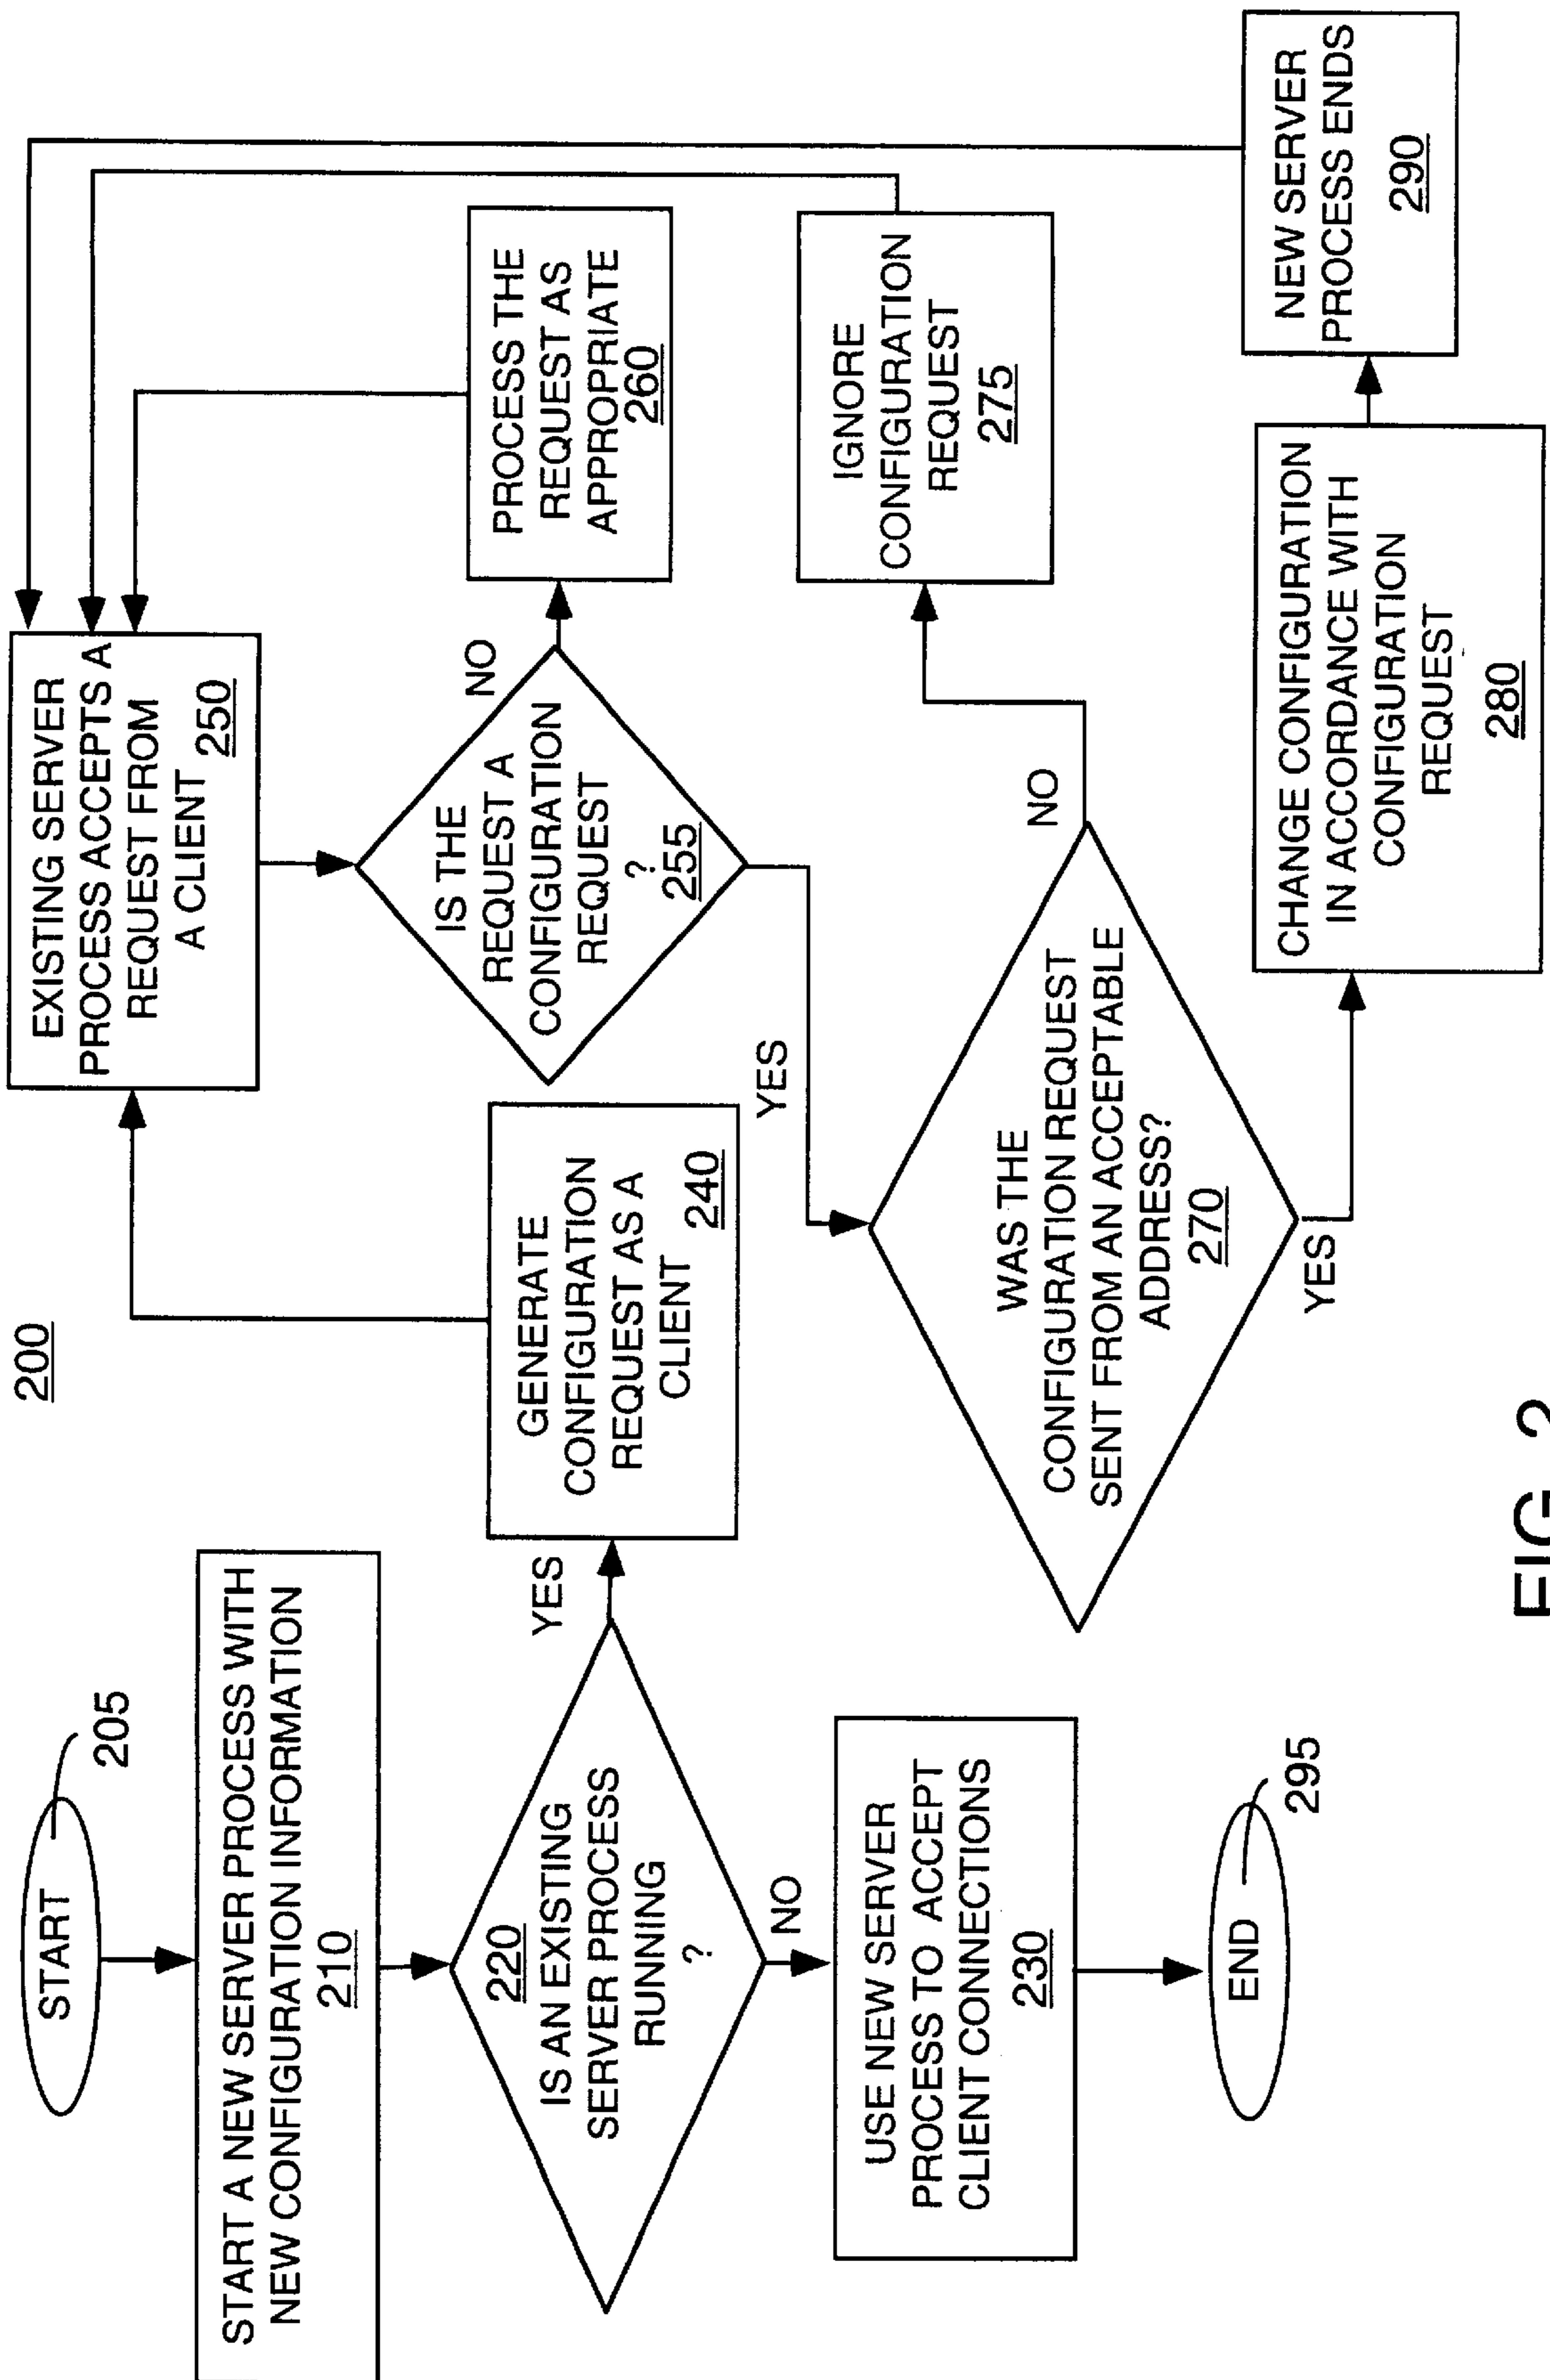 200
START
205
START A NEW SERVER PROCESS WITH
NEW CONFIGURATION INFORMATION
210
220
IS AN EXISTING
SERVER PROCESS
RUNNING
?
YES
NO
USE NEW SERVER
PROCESS TO ACCEPT
CLIENT CONNECTIONS
230
END
295
GENERATE
CONFIGURATION
REQUEST AS A
CLIENT
240
EXISTING SERVER
PROCESS ACCEPTS A
REQUEST FROM
A CLIENT 250
IS THE
REQUEST A
CONFIGURATION
REQUEST
?
255
NO
YES
PROCESS THE
REQUEST AS
APPROPRIATE
260
WAS THE
CONFIGURATION REQUEST
SENT FROM AN ACCEPTABLE
ADDRESS?
270
NO
YES
IGNORE
CONFIGURATION
REQUEST
275
CHANGE CONFIGURATION
IN ACCORDANCE WITH
CONFIGURATION
REQUEST
280
NEW SERVER
PROCESS ENDS
290
FIG. 2